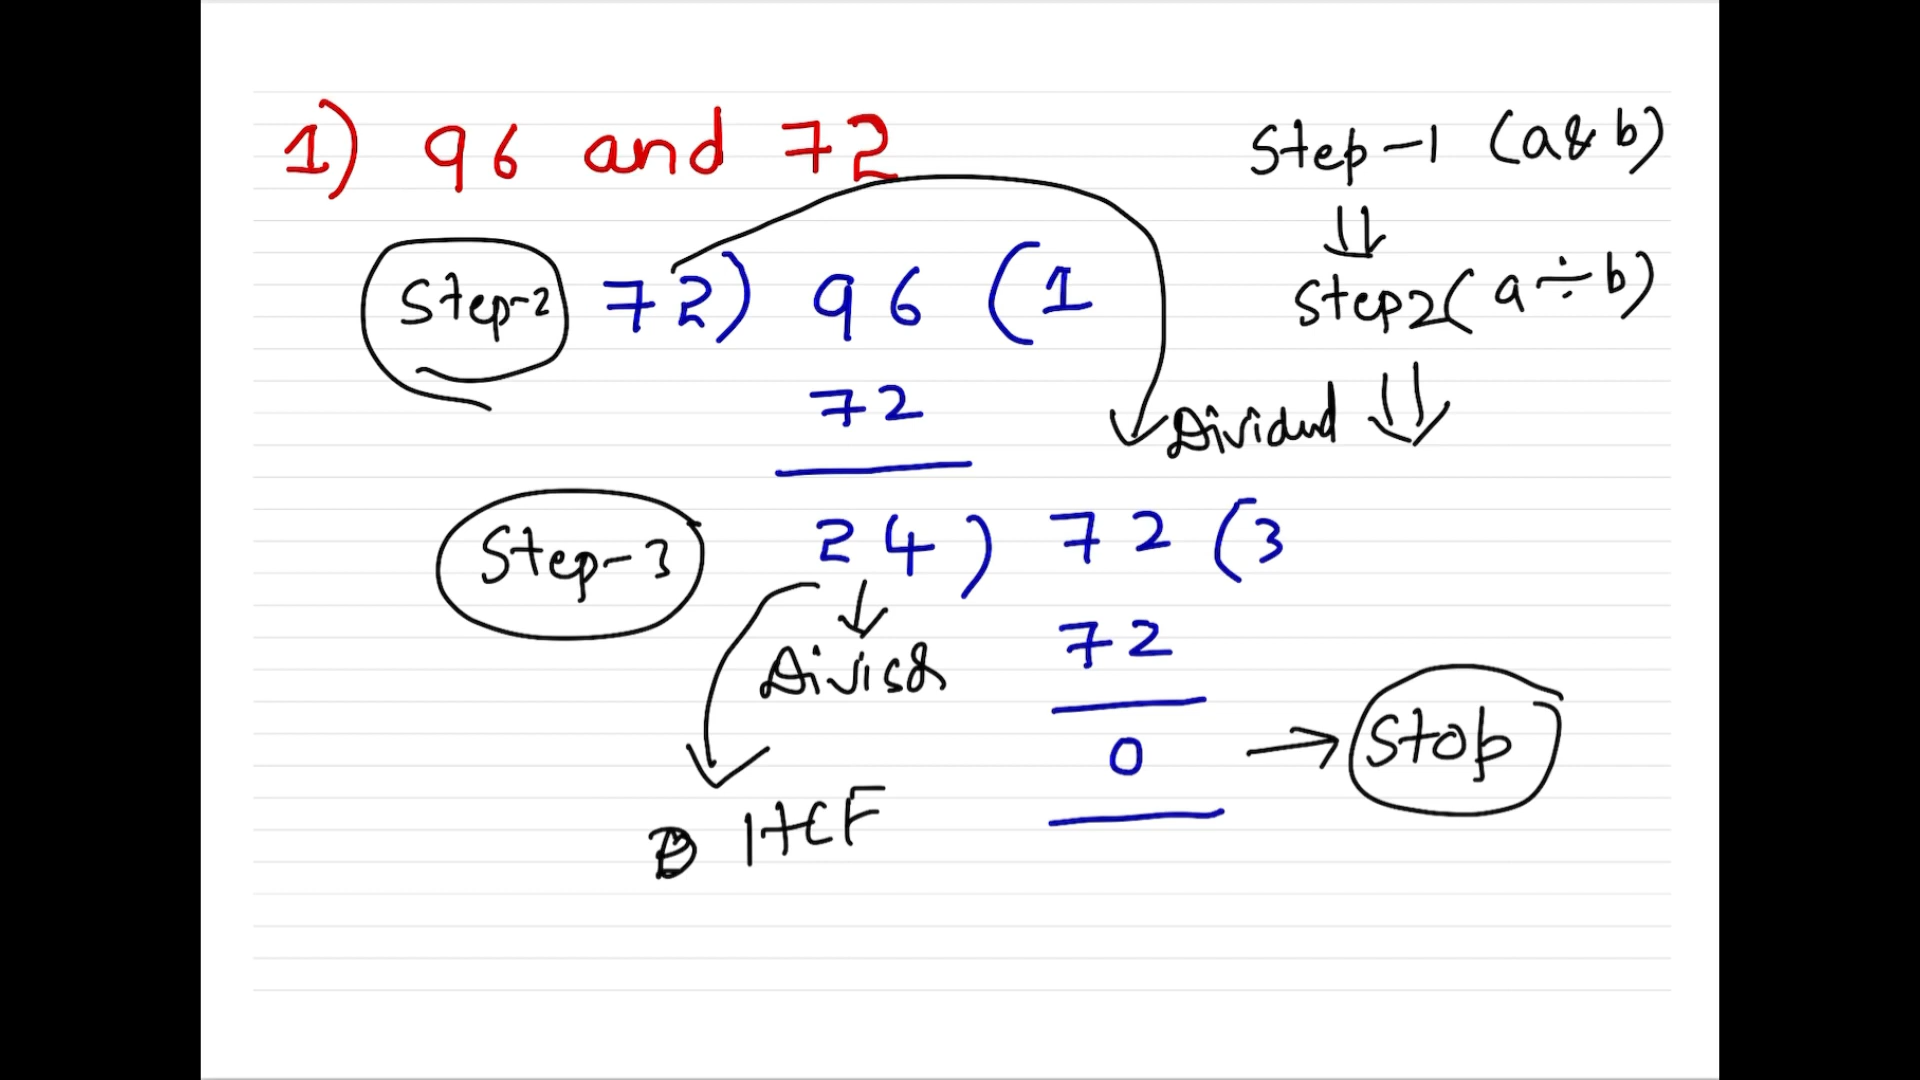 1) 96 and 72
Step-1 (a & b)
Step-2 72) 96 (1
Step2( a ÷ b)
72
Dividend
Step-3 24) 72 (3
Divisor
72
0 → Stop
HCF